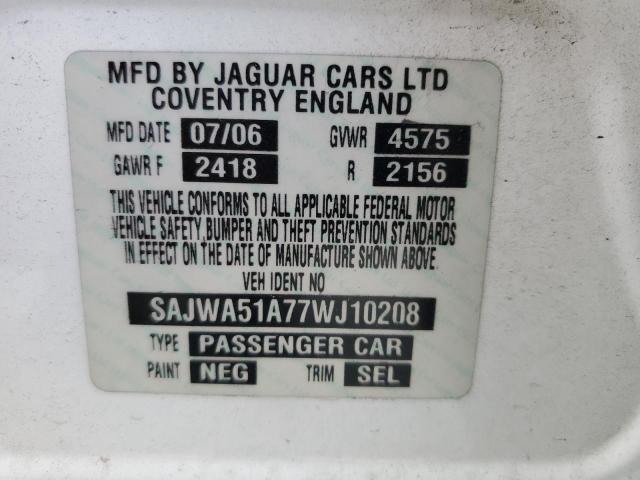 MFD BY JAGUAR CARS LTD
COVENTRY ENGLAND
MFD DATE 07/06 GVWR 4575
GAWR F 2418 R 2156
THIS VEHICLE CONFORMS TO ALL APPLICABLE FEDERAL MOTOR
VEHICLE SAFETY, BUMPER AND THEFT PREVENTION STANDARDS
IN EFFECT ON THE DATE OF MANUFACTURE SHOWN ABOVE.
VEH IDENT NO
SAJWA51A77WJ10208
TYPE PASSENGER CAR
PAINT NEG TRIM SEL